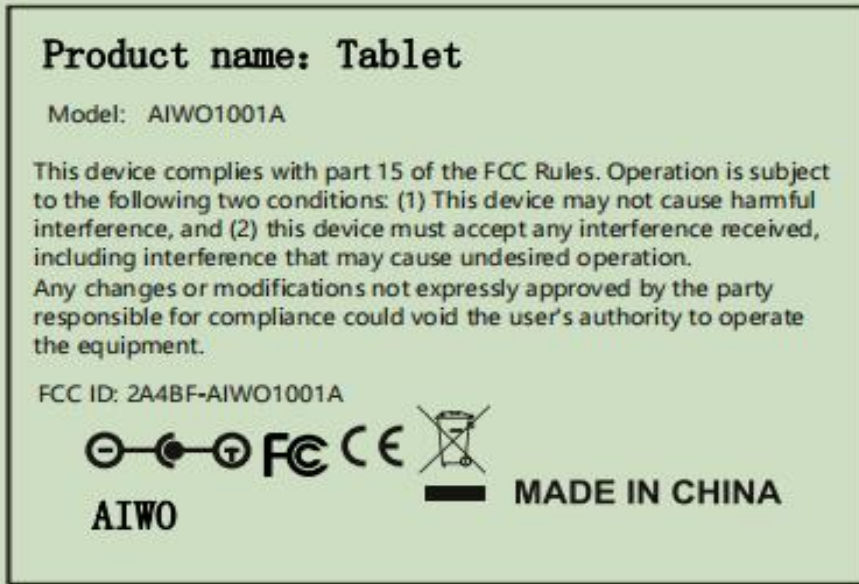 Product name: Tablet
Model: AIWO1001A
This device complies with part 15 of the FCC Rules. Operation is subject
to the following two conditions: (1) This device may not cause harmful
interference, and (2) this device must accept any interference received,
including interference that may cause undesired operation.
Any changes or modifications not expressly approved by the party
responsible for compliance could void the user's authority to operate
the equipment.
FCC ID: 2A4BF-AIWO1001A
FC CE
MADE IN CHINA
AIWO